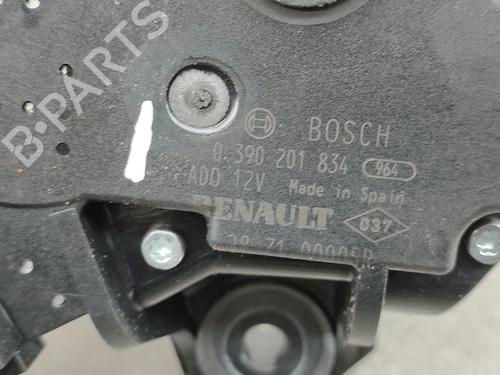 B-PARTS
BOSCH
0 390 201 834 964
ADO 12V Made in Spain
RENAULT 037